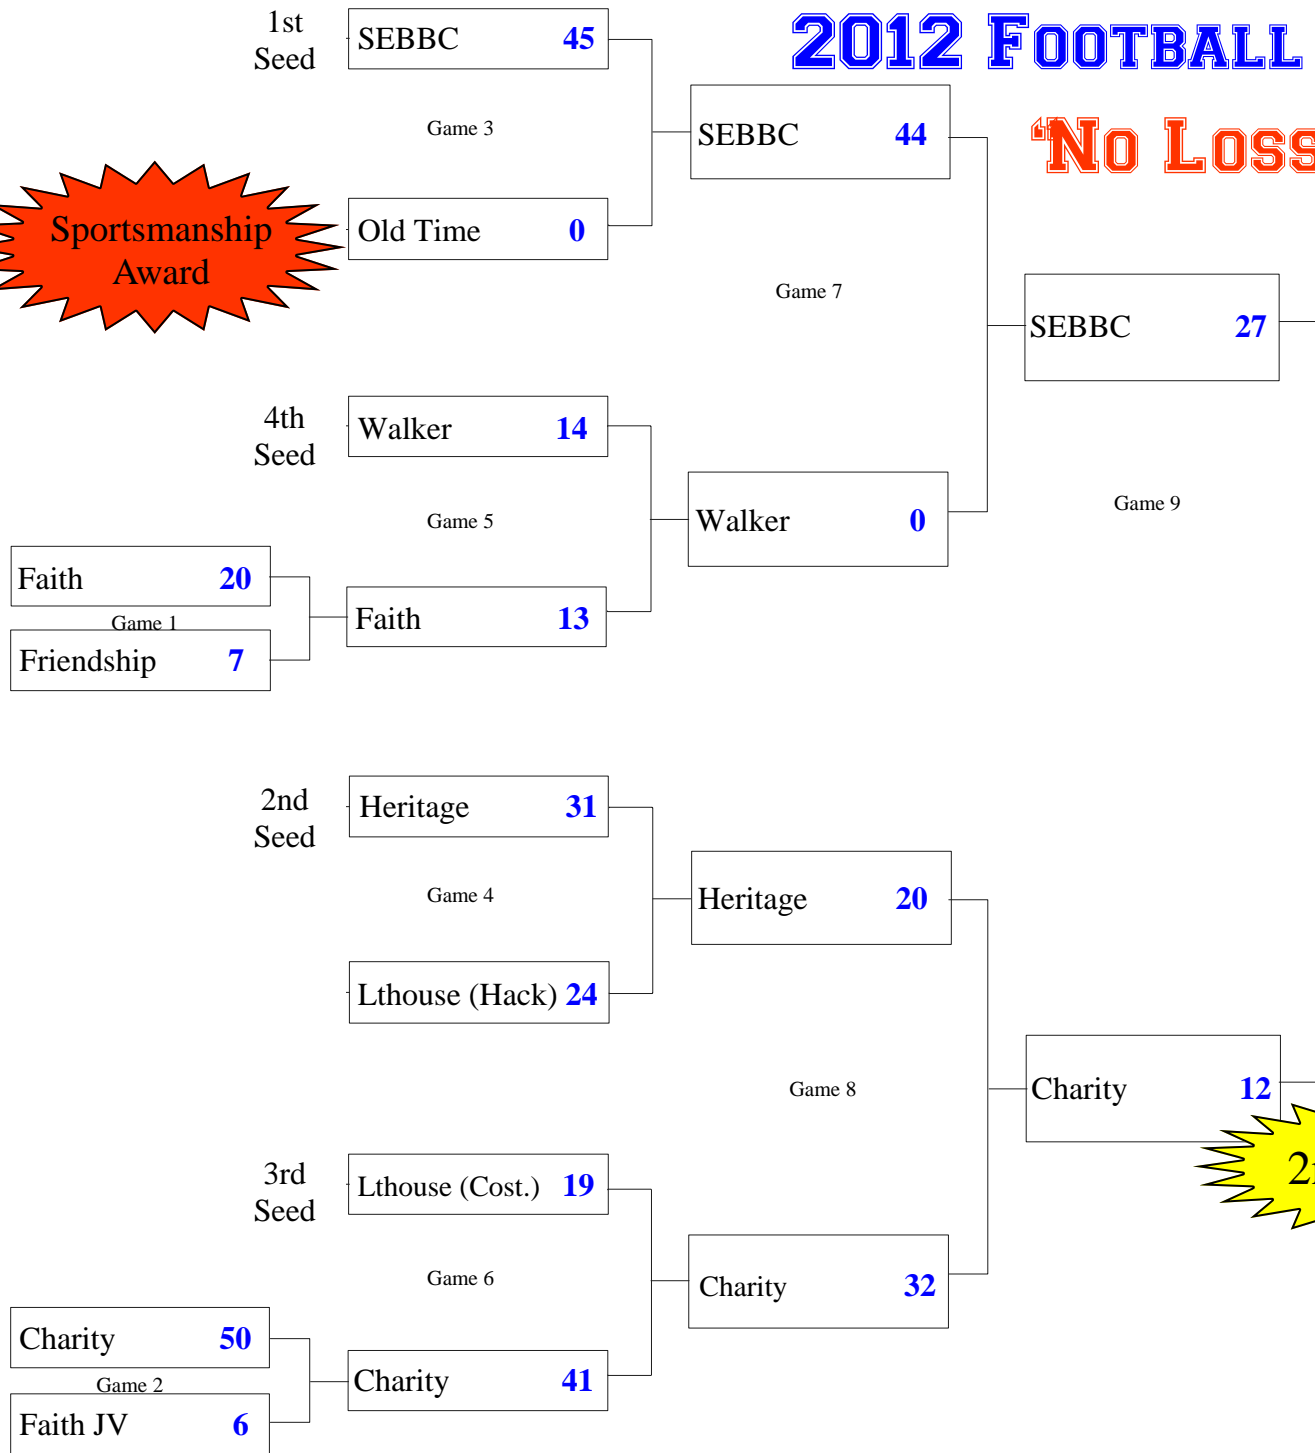 2012 FOOTBALL
"NO LOSS
1st
Seed
SEBBC 45
Game 3
SEBBC 44
Sportsmanship
Award
Old Time 0
Game 7
SEBBC 27
4th
Seed
Walker 14
Game 5
Walker 0
Game 9
Faith 20
Game 1
Friendship 7
Faith 13
2nd
Seed
Heritage 31
Game 4
Heritage 20
Lthouse (Hack) 24
Game 8
Charity 12
3rd
Seed
Lthouse (Cost.) 19
Game 6
Charity 32
Charity 50
Game 2
Faith JV 6
Charity 41